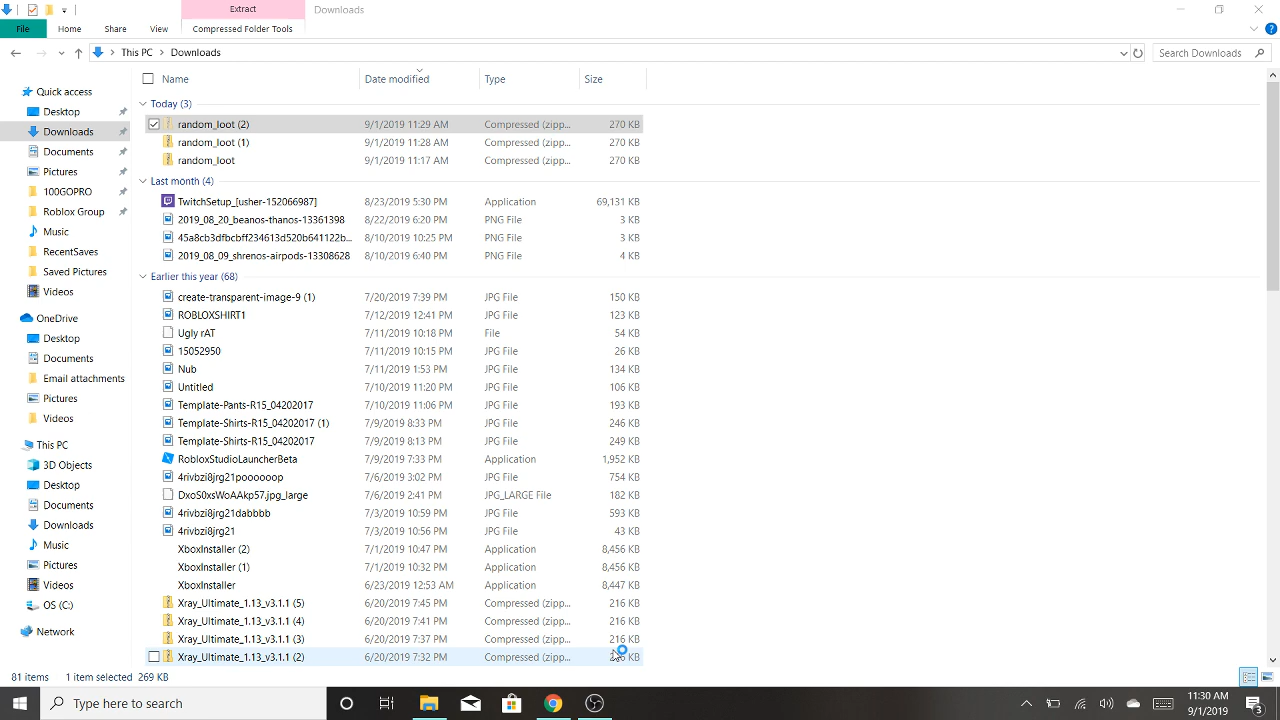 Extract
Downloads
File
Home
Share
View
Compressed Folder Tools
This PC
Downloads
Search Downloads
Name
Date modified
Type
Size
Quick access
Desktop
Downloads
Documents
Pictures
100GOPRO
Roblox Group
Music
RecentSaves
Saved Pictures
Videos
OneDrive
Desktop
Documents
Email attachments
Pictures
Videos
This PC
3D Objects
Desktop
Documents
Downloads
Music
Pictures
Videos
OS (C:)
Network
Today (3)
random_loot (2) 9/1/2019 11:29 AM Compressed (zipp... 270 KB
random_loot (1) 9/1/2019 11:28 AM Compressed (zipp... 270 KB
random_loot 9/1/2019 11:17 AM Compressed (zipp... 270 KB
Last month (4)
TwitchSetup_[usher-152066987] 8/23/2019 5:30 PM Application 69,131 KB
2019_08_20_beanos-thanos-13361398 8/22/2019 6:20 PM PNG File 3 KB
45a8cb3dfbcbff234613d520b641122b... 8/10/2019 10:25 PM PNG File 3 KB
2019_08_09_shrenos-airpods-13308628 8/10/2019 6:40 PM PNG File 4 KB
Earlier this year (68)
create-transparent-image-9 (1) 7/20/2019 7:39 PM JPG File 150 KB
ROBLOXSHIRT1 7/12/2019 12:41 PM JPG File 123 KB
Ugly rAT 7/11/2019 10:18 PM File 54 KB
15052950 7/11/2019 10:15 PM JPG File 26 KB
Nub 7/11/2019 1:53 PM JPG File 134 KB
Untitled 7/10/2019 11:20 PM JPG File 106 KB
Template-Pants-R15_04202017 7/10/2019 11:06 PM JPG File 193 KB
Template-Shirts-R15_04202017 (1) 7/9/2019 8:33 PM JPG File 246 KB
Template-Shirts-R15_04202017 7/9/2019 8:13 PM JPG File 249 KB
RobloxStudioLauncherBeta 7/9/2019 7:33 PM Application 1,952 KB
4rivbzi8jrg21poooooop 7/6/2019 3:02 PM JPG File 754 KB
DxoS0xsWoAAkp57.jpg_large 7/6/2019 2:41 PM JPG_LARGE File 182 KB
4rivbzi8jrg21dabbbb 7/3/2019 10:59 PM JPG File 593 KB
4rivbzi8jrg21 7/3/2019 10:56 PM JPG File 43 KB
XboxInstaller (2) 7/1/2019 10:47 PM Application 8,456 KB
XboxInstaller (1) 7/1/2019 10:32 PM Application 8,456 KB
XboxInstaller 6/29/2019 12:53 AM Application 8,447 KB
Xray_Ultimate_1.13_v3.1.1 (5) 6/20/2019 7:45 PM Compressed (zipp... 216 KB
Xray_Ultimate_1.13_v3.1.1 (4) 6/20/2019 7:41 PM Compressed (zipp... 216 KB
Xray_Ultimate_1.13_v3.1.1 (3) 6/20/2019 7:37 PM Compressed (zipp... 216 KB
Xray_Ultimate_1.13_v3.1.1 (2) 6/20/2019 7:32 PM Compressed (zipp... KB
81 items 1 item selected 269 KB
Type here to search
11:30 AM
9/1/2019
3